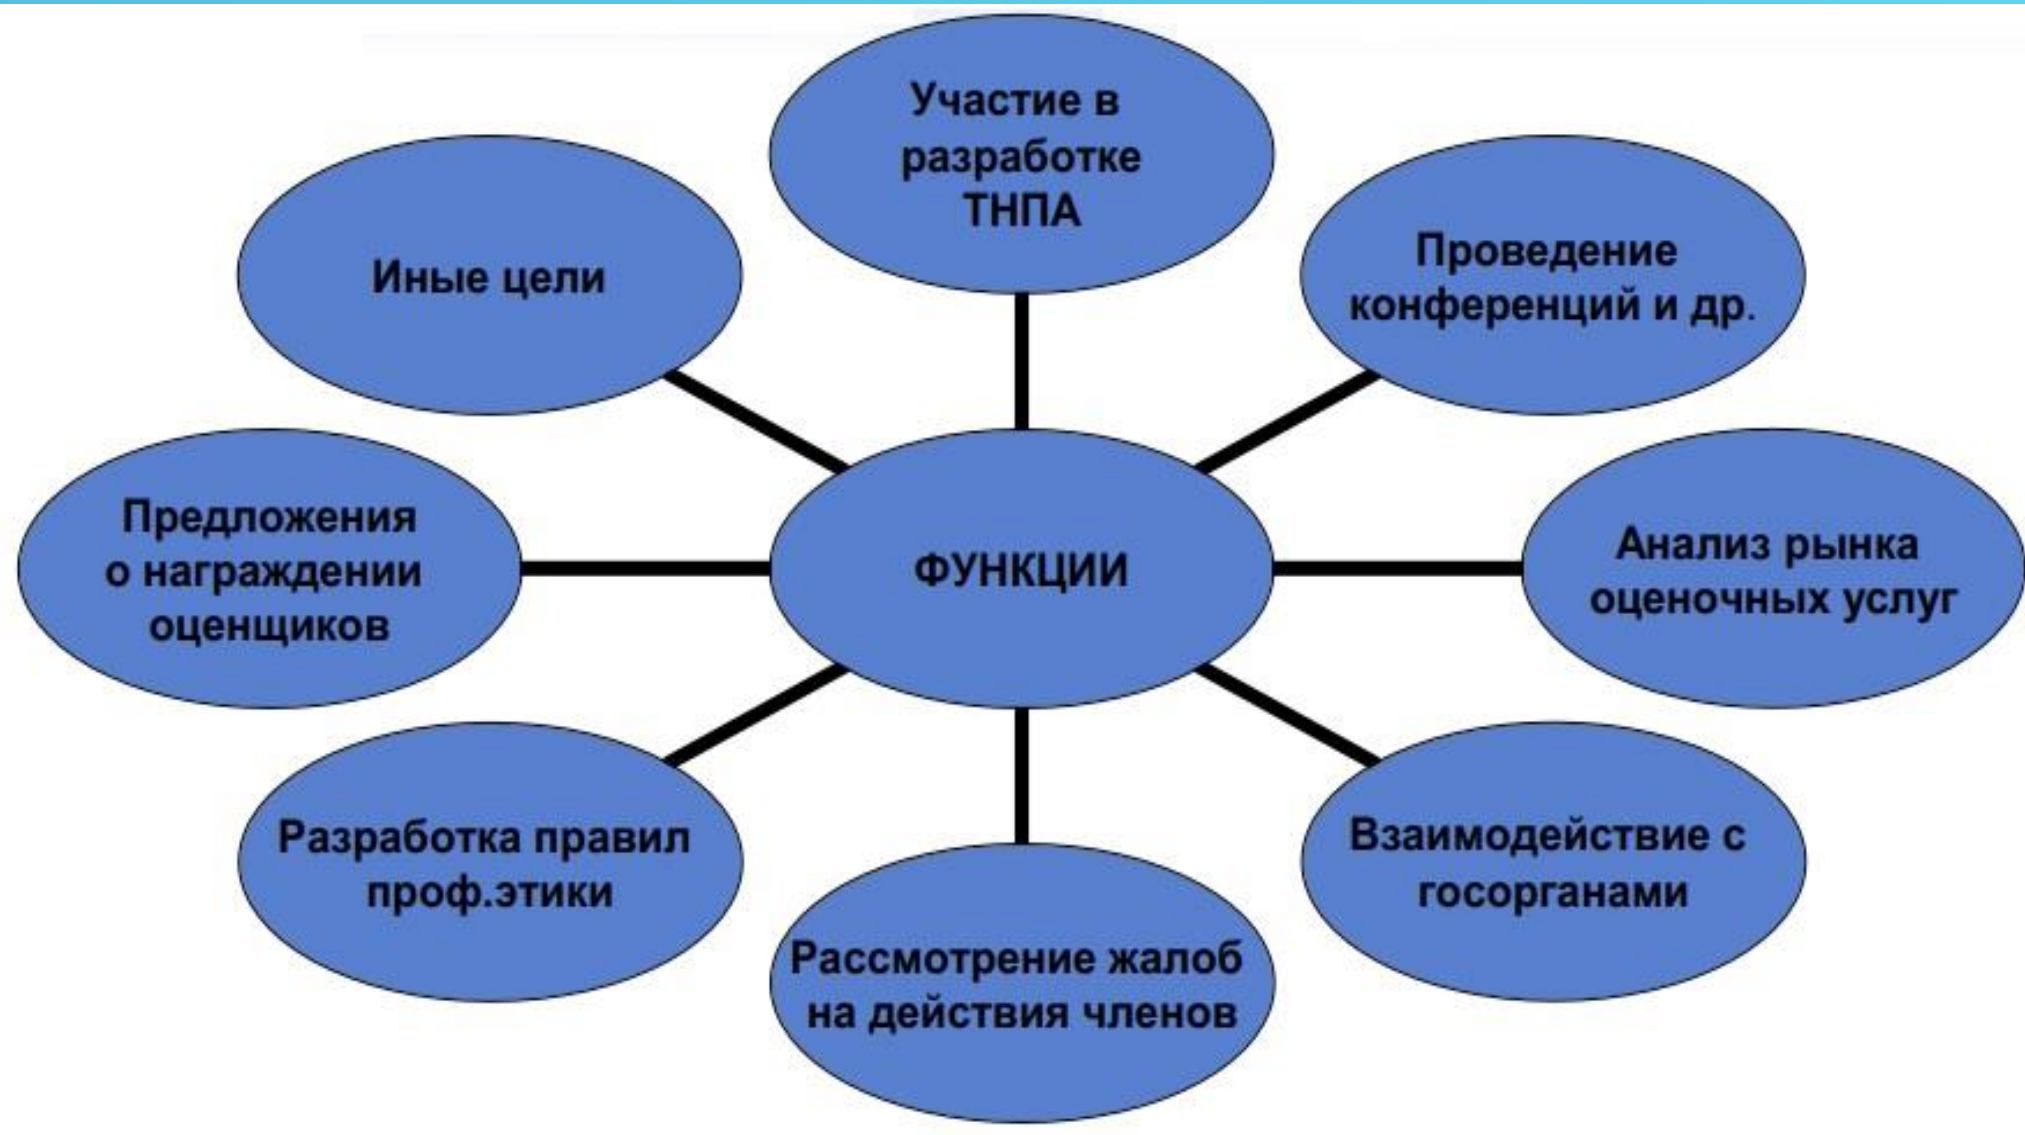 Участие в
разработке
ТНПА
Иные цели
Проведение
конференций и др.
Предложения
о награждении
оценщиков
ФУНКЦИИ
Анализ рынка
оценочных услуг
Разработка правил
проф.этики
Взаимодействие с
госорганами
Рассмотрение жалоб
на действия членов